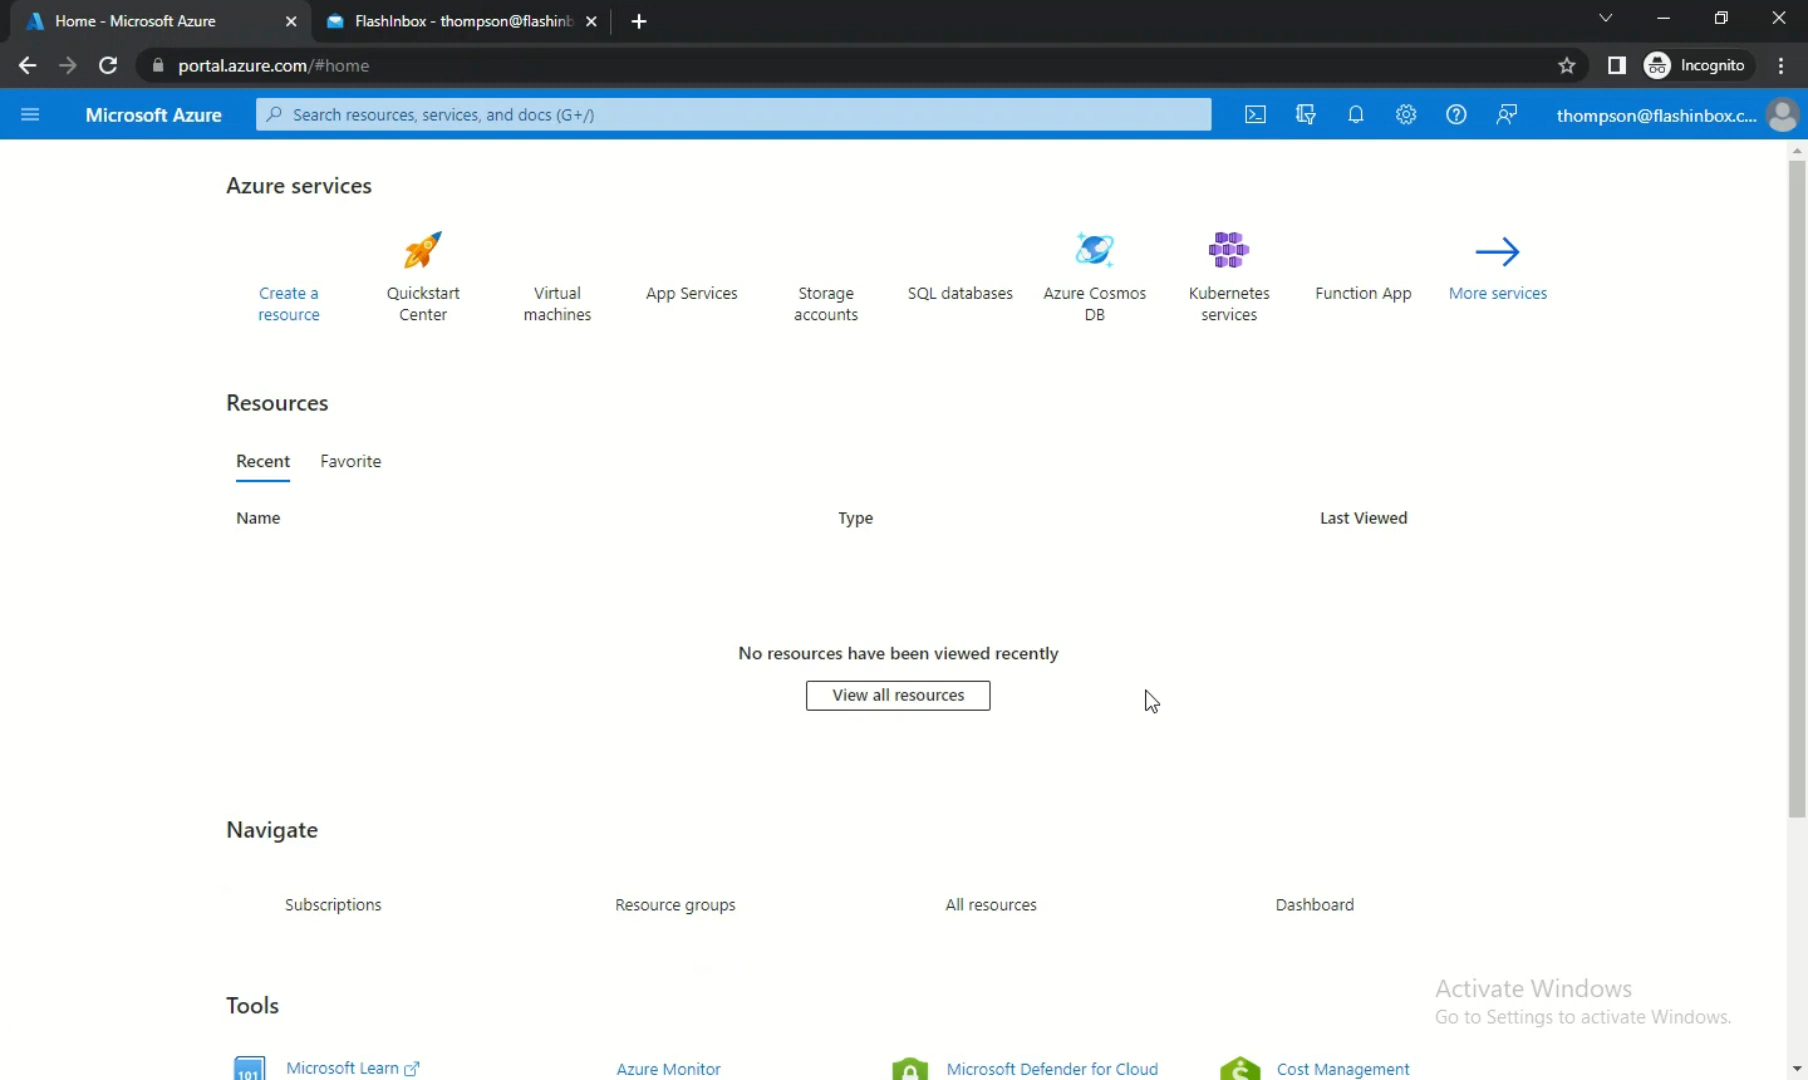 Home - Microsoft Azure
FlashInbox - thompson@flashinb
portal.azure.com/#home
Incognito
Microsoft Azure
Search resources, services, and docs (G+/)
thompson@flashinbox.c...
Azure services
Create a
resource
Quickstart
Center
Virtual
machines
App Services
Storage
accounts
SQL databases
Azure Cosmos
DB
Kubernetes
services
Function App
More services
Resources
Recent
Favorite
Name
Type
Last Viewed
No resources have been viewed recently
View all resources
Navigate
Subscriptions
Resource groups
All resources
Dashboard
Activate Windows
Go to Settings to activate Windows.
Tools
101
Microsoft Learn
Azure Monitor
Microsoft Defender for Cloud
$
Cost Management